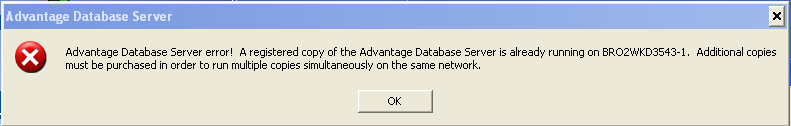 Advantage Database Server
Advantage Database Server error!  A registered copy of the Advantage Database Server is already running on BRO2WKD3543-1.  Additional copies
must be purchased in order to run multiple copies simultaneously on the same network.
OK